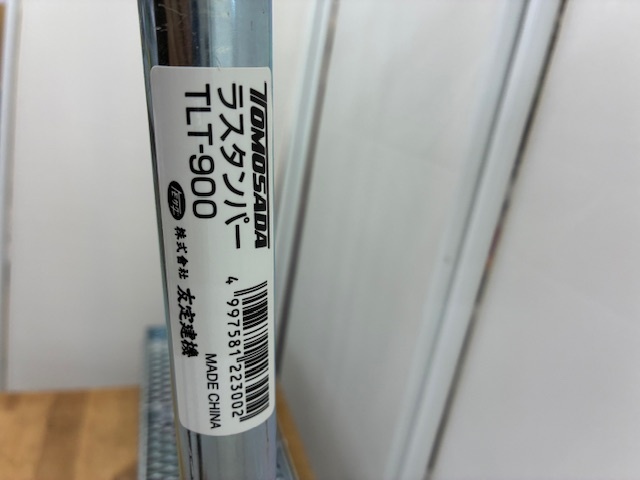 TOMOSADA
ラスタンパー
TLT-900
株式会社 友定建機
4 997581 223002
MADE CHINA